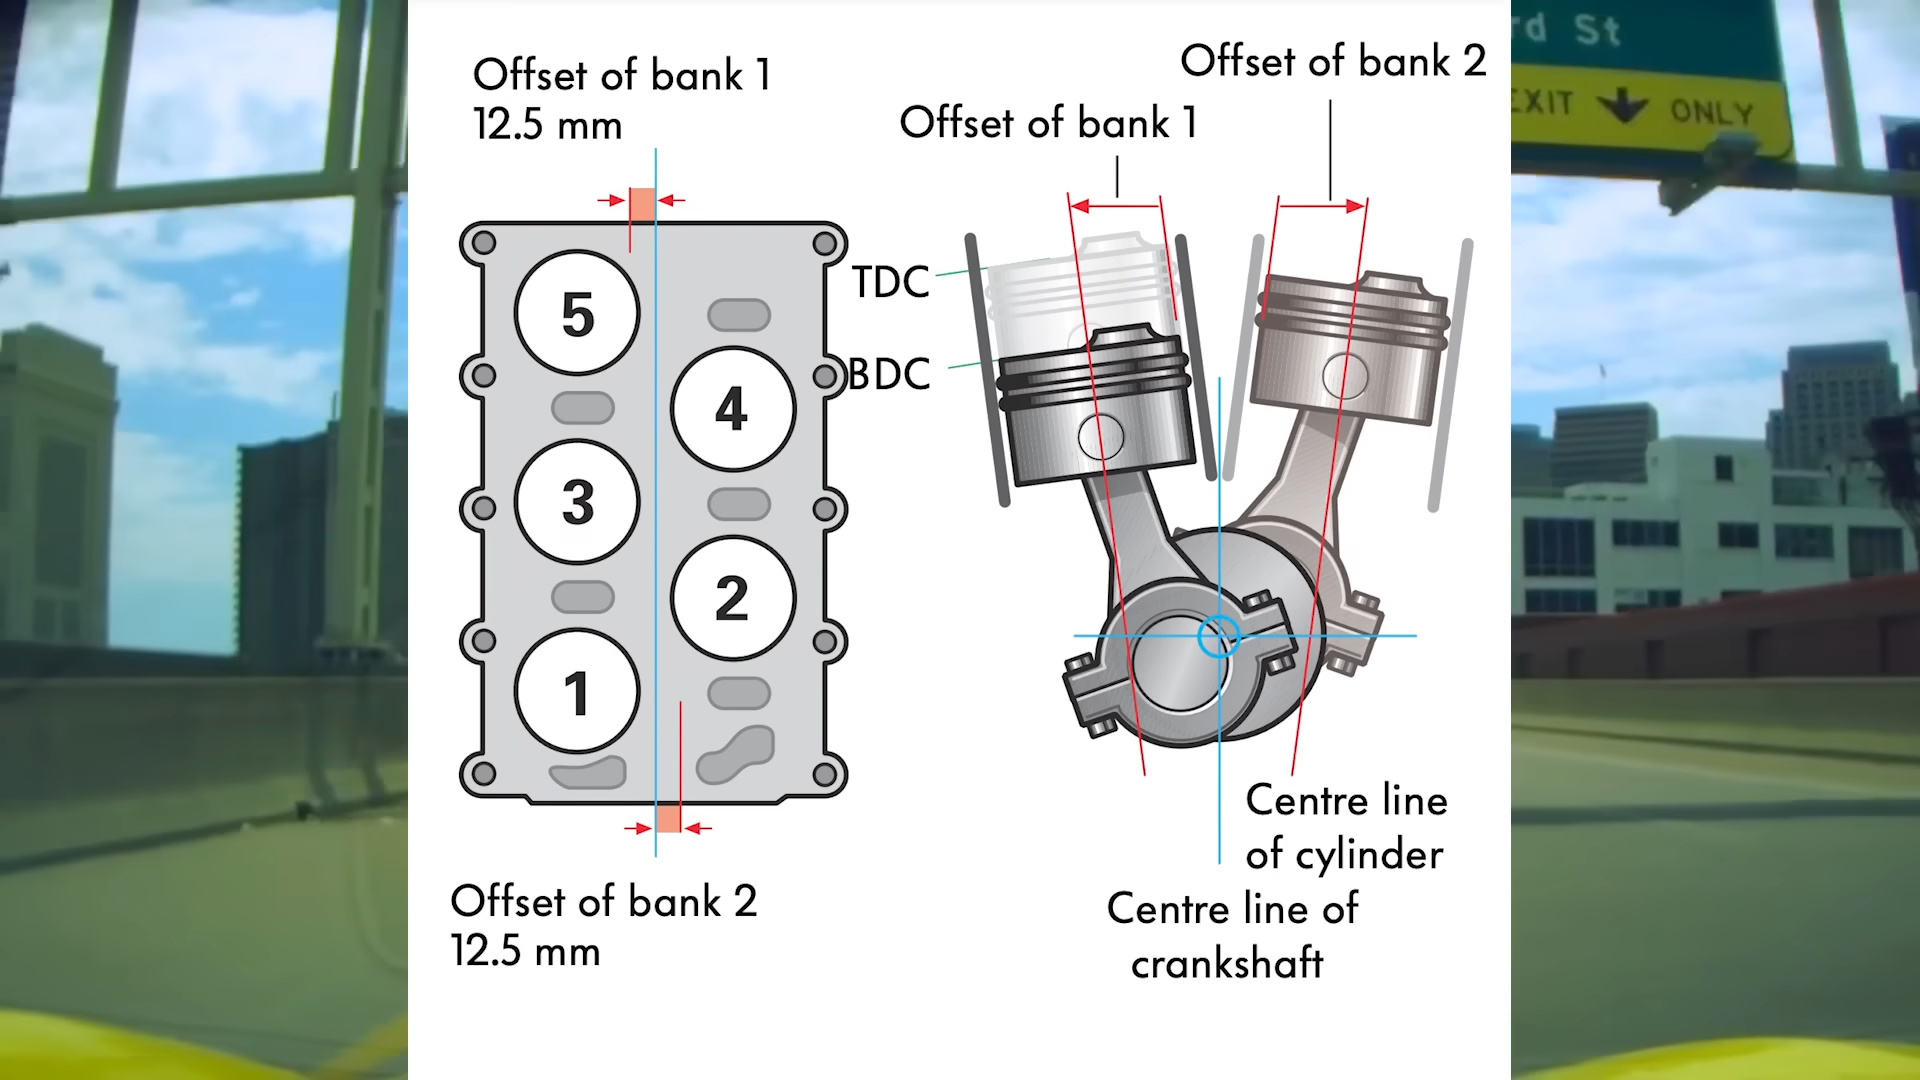 Offset of bank 1
12.5 mm
5
4
3
2
1
Offset of bank 2
12.5 mm
Offset of bank 2
Offset of bank 1
TDC
BDC
Centre line
of cylinder
Centre line of
crankshaft
St
EXIT ONLY